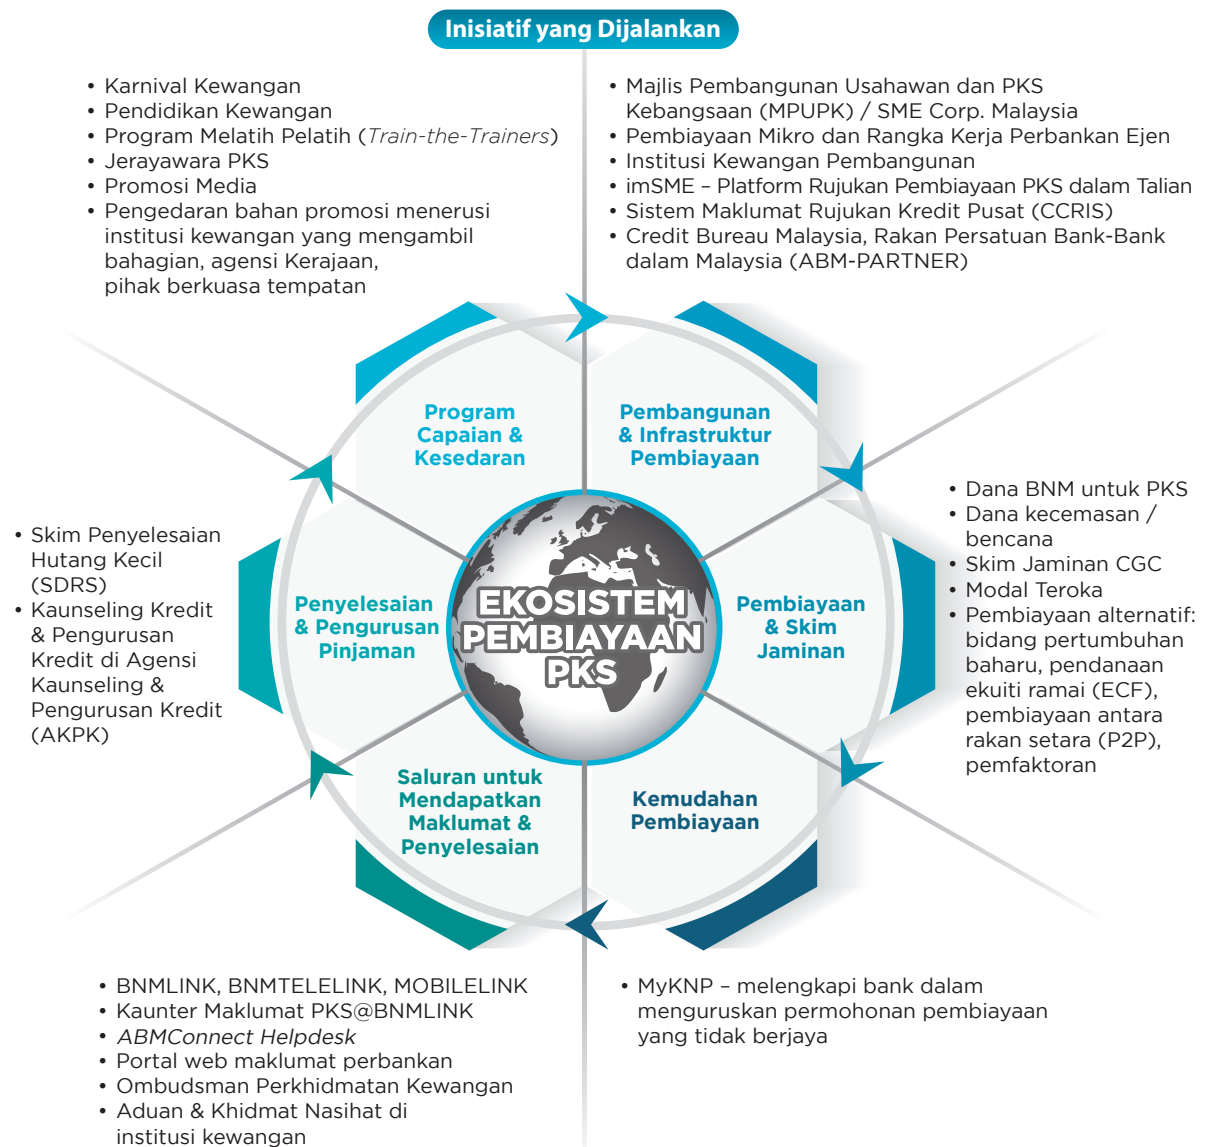 Inisiatif yang Dijalankan
• Karnival Kewangan
• Pendidikan Kewangan
• Program Melatih Pelatih (Train-the-Trainers)
• Jerayawara PKS
• Promosi Media
• Pengedaran bahan promosi menerusi
institusi kewangan yang mengambil
bahagian, agensi Kerajaan,
pihak berkuasa tempatan
• Majlis Pembangunan Usahawan dan PKS
Kebangsaan (MPUPK) / SME Corp. Malaysia
• Pembiayaan Mikro dan Rangka Kerja Perbankan Ejen
• Institusi Kewangan Pembangunan
• imSME – Platform Rujukan Pembiayaan PKS dalam Talian
• Sistem Maklumat Rujukan Kredit Pusat (CCRIS)
• Credit Bureau Malaysia, Rakan Persatuan Bank-Bank
dalam Malaysia (ABM-PARTNER)
Program
Capaian &
Kesedaran
Pembangunan
& Infrastruktur
Pembiayaan
• Skim Penyelesaian
Hutang Kecil
(SDRS)
• Kaunseling Kredit
& Pengurusan
Kredit di Agensi
Kaunseling &
Pengurusan Kredit
(AKPK)
Penyelesaian
& Pengurusan
Pinjaman
EKOSISTEM
PEMBIAYAAN
PKS
Pembiayaan
& Skim
Jaminan
• Dana BNM untuk PKS
• Dana kecemasan /
bencana
• Skim Jaminan CGC
• Modal Teroka
• Pembiayaan alternatif:
bidang pertumbuhan
baharu, pendanaan
ekuiti ramai (ECF),
pembiayaan antara
rakan setara (P2P),
pemfaktoran
Saluran untuk
Mendapatkan
Maklumat &
Penyelesaian
Kemudahan
Pembiayaan
• BNMLINK, BNMTELELINK, MOBILELINK
• Kaunter Maklumat PKS@BNMLINK
• ABMConnect Helpdesk
• Portal web maklumat perbankan
• Ombudsman Perkhidmatan Kewangan
• Aduan & Khidmat Nasihat di
institusi kewangan
• MyKNP – melengkapi bank dalam
menguruskan permohonan pembiayaan
yang tidak berjaya